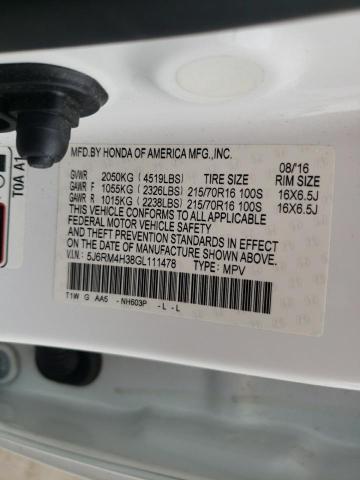 MFD.BY HONDA OF AMERICA MFG.,INC. 08/16
GVWR 2050KG (4519LBS) TIRE SIZE RIM SIZE
GAWR F 1055KG (2326LBS) 215/70R16 100S 16X6.5J
GAWR R 1015KG (2238LBS) 215/70R16 100S 16X6.5J
THIS VEHICLE CONFORMS TO ALL APPLICABLE
FEDERAL MOTOR VEHICLE SAFETY, BUMPER,
AND THEFT PREVENTION STANDARDS IN EFFECT
ON THE DATE OF MANUFACTURE SHOWN ABOVE.
V.I.N : 5J6RM4H38GL111478 TYPE: MPV
T1W G AA5 -NH603P -L -L
T0A A1